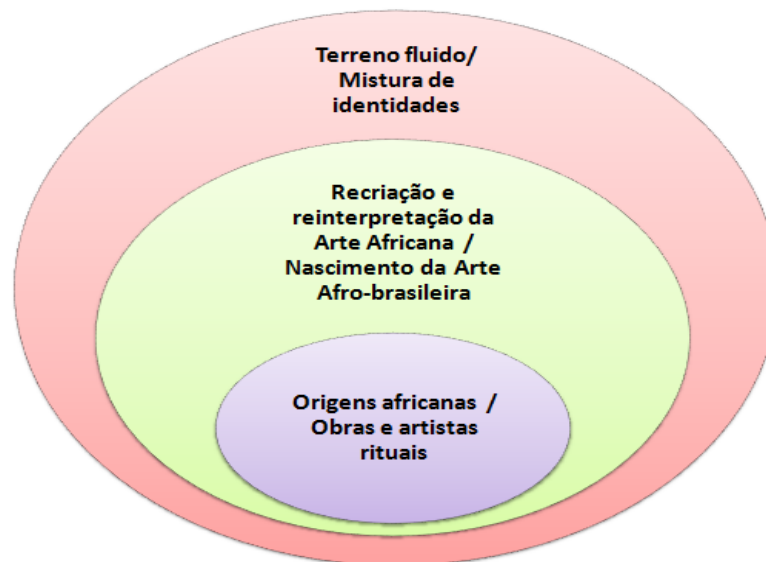 Terreno fluido/
Mistura de
identidades
Recriação e
reinterpretação da
Arte Africana /
Nascimento da Arte
Afro-brasileira
Origens africanas /
Obras e artistas
rituais